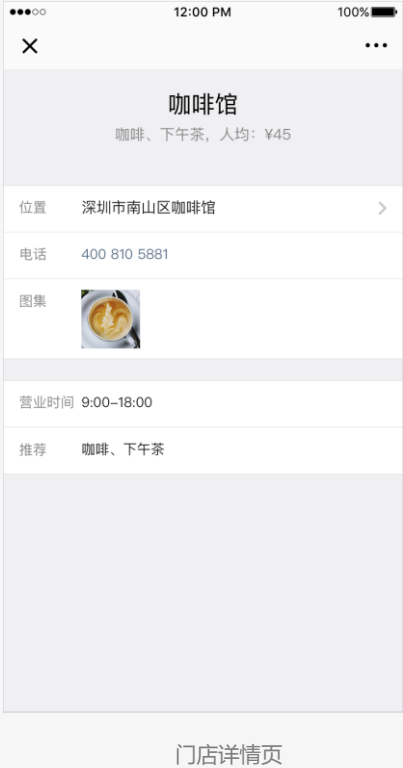 12:00 PM 100%
咖啡馆
咖啡、下午茶，人均：¥45
位置 深圳市南山区咖啡馆
电话 400 810 5881
图集
营业时间 9:00–18:00
推荐 咖啡、下午茶
门店详情页